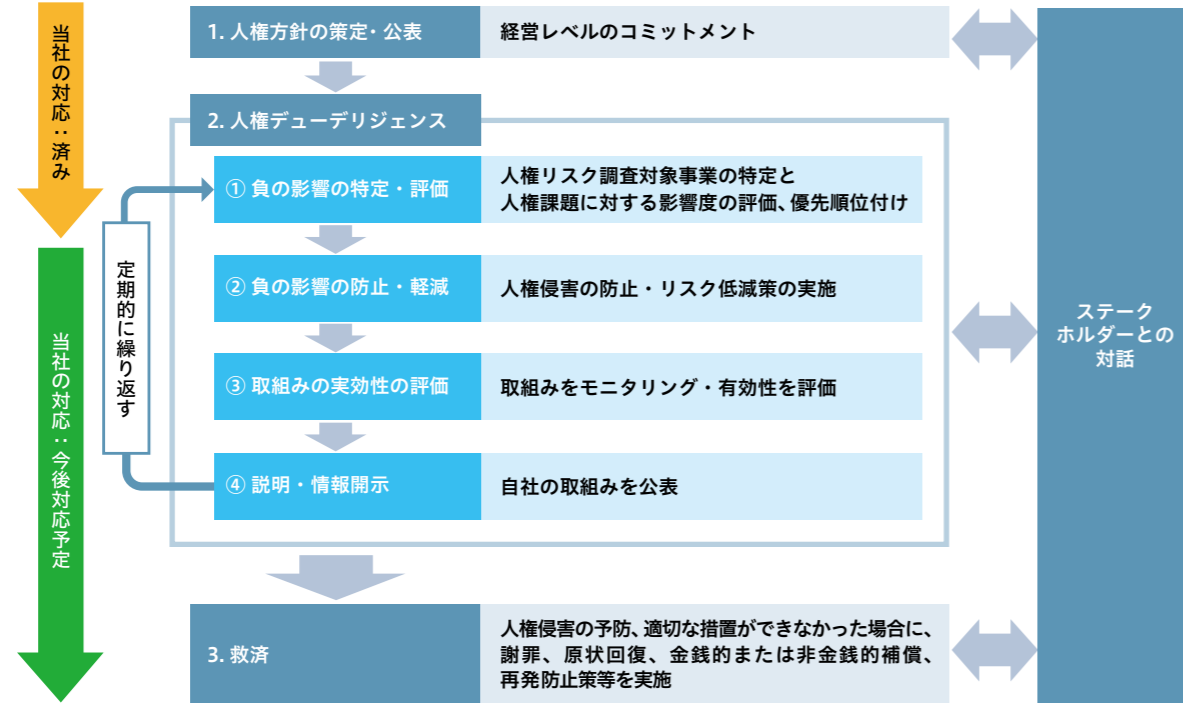 当社の対応：済み
当社の対応：今後対応予定
定期的に繰り返す
1. 人権方針の策定・公表
経営レベルのコミットメント
2. 人権デューデリジェンス
① 負の影響の特定・評価
人権リスク調査対象事業の特定と
人権課題に対する影響度の評価、優先順位付け
② 負の影響の防止・軽減
人権侵害の防止・リスク低減策の実施
③ 取組みの実効性の評価
取組みをモニタリング・有効性を評価
④ 説明・情報開示
自社の取組みを公表
3. 救済
人権侵害の予防、適切な措置ができなかった場合に、
謝罪、原状回復、金銭的または非金銭的補償、
再発防止策等を実施
ステーク
ホルダーとの
対話